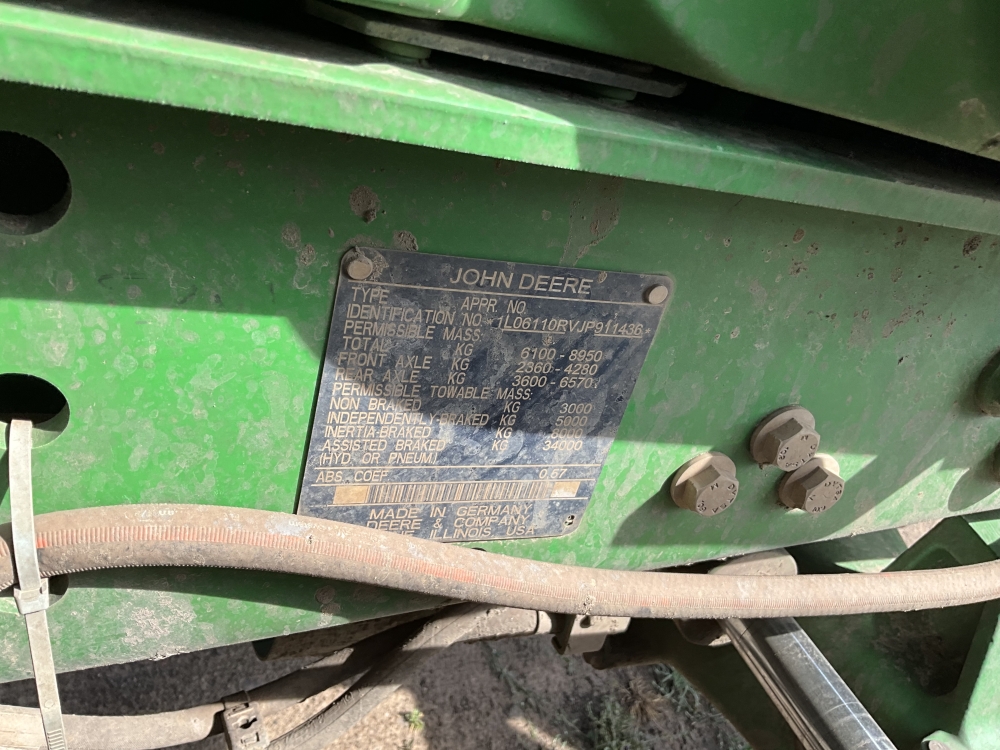 JOHN DEERE
TYPE APPR. NO.
IDENTIFICATION NO. *1L06110RVJP911436*
PERMISSIBLE MASS:
TOTAL KG 6100 - 8950
FRONT AXLE KG 2360 - 4280
REAR AXLE KG 3600 - 6570
PERMISSIBLE TOWABLE MASS:
NON BRAKED KG 3000
INDEPENDENTLY-BRAKED KG 5000
INERTIA-BRAKED KG
ASSISTED BRAKED KG 34000
(HYD. OR PNEUM.)
ABS. COEF 0.67
MADE IN GERMANY
DEERE & COMPANY
ILLINOIS, USA